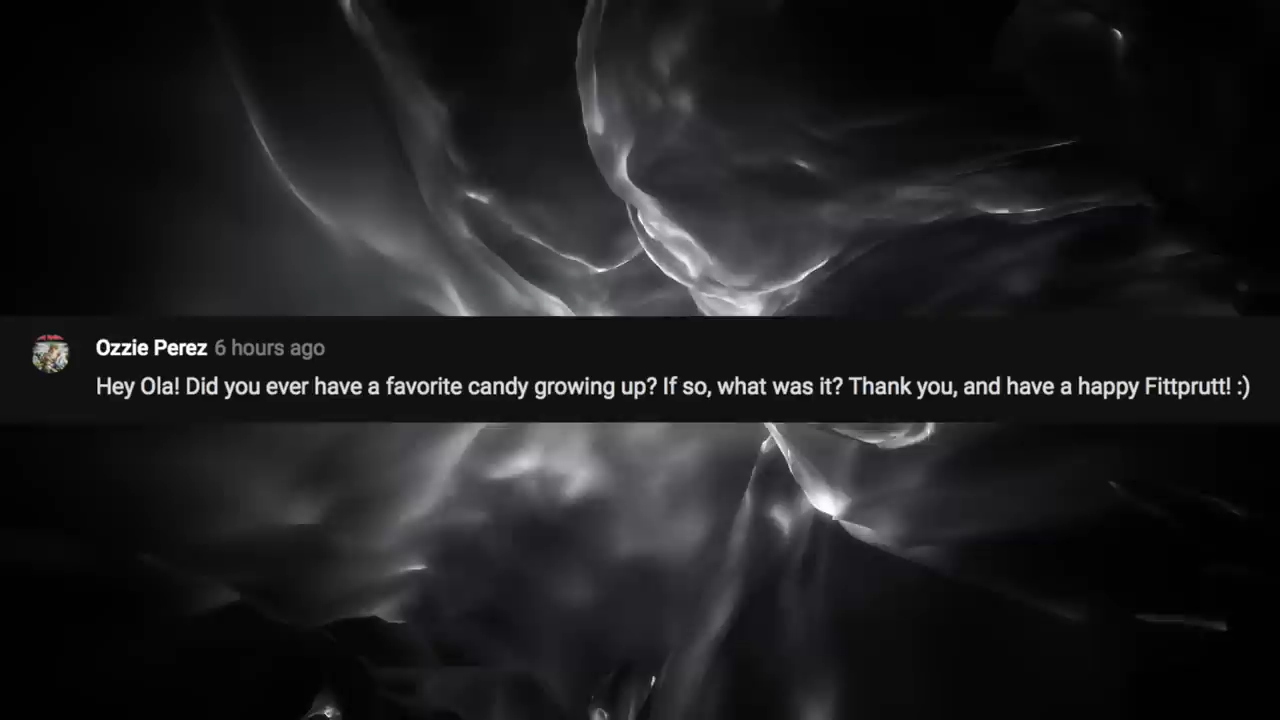 Ozzie Perez 6 hours ago
Hey Ola! Did you ever have a favorite candy growing up? If so, what was it? Thank you, and have a happy Fittprutt! :)